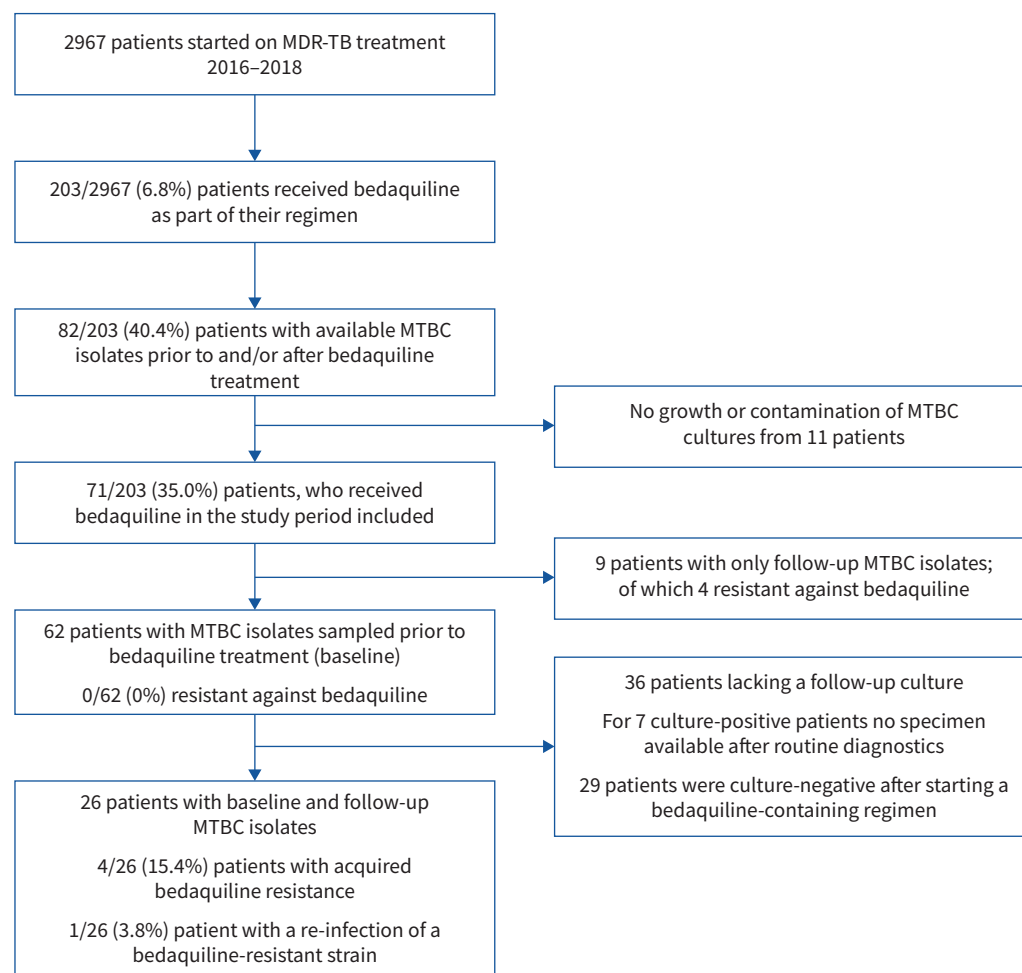 2967 patients started on MDR-TB treatment
2016–2018
203/2967 (6.8%) patients received bedaquiline
as part of their regimen
82/203 (40.4%) patients with available MTBC
isolates prior to and/or after bedaquiline
treatment
No growth or contamination of MTBC
cultures from 11 patients
71/203 (35.0%) patients, who received
bedaquiline in the study period included
9 patients with only follow-up MTBC isolates;
of which 4 resistant against bedaquiline
62 patients with MTBC isolates sampled prior to
bedaquiline treatment (baseline)
0/62 (0%) resistant against bedaquiline
36 patients lacking a follow-up culture
For 7 culture-positive patients no specimen
available after routine diagnostics
29 patients were culture-negative after starting a
bedaquiline-containing regimen
26 patients with baseline and follow-up
MTBC isolates
4/26 (15.4%) patients with acquired
bedaquiline resistance
1/26 (3.8%) patient with a re-infection of a
bedaquiline-resistant strain